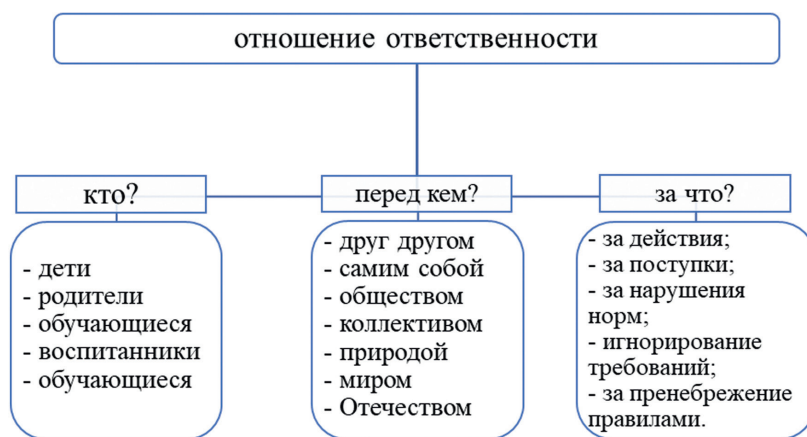 отношение ответственности
кто?
- дети
- родители
- обучающиеся
- воспитанники
- обучающиеся
перед кем?
- друг другом
- самим собой
- обществом
- коллективом
- природой
- миром
- Отечеством
за что?
- за действия;
- за поступки;
- за нарушения
норм;
- игнорирование
требований;
- за пренебрежение
правилами.